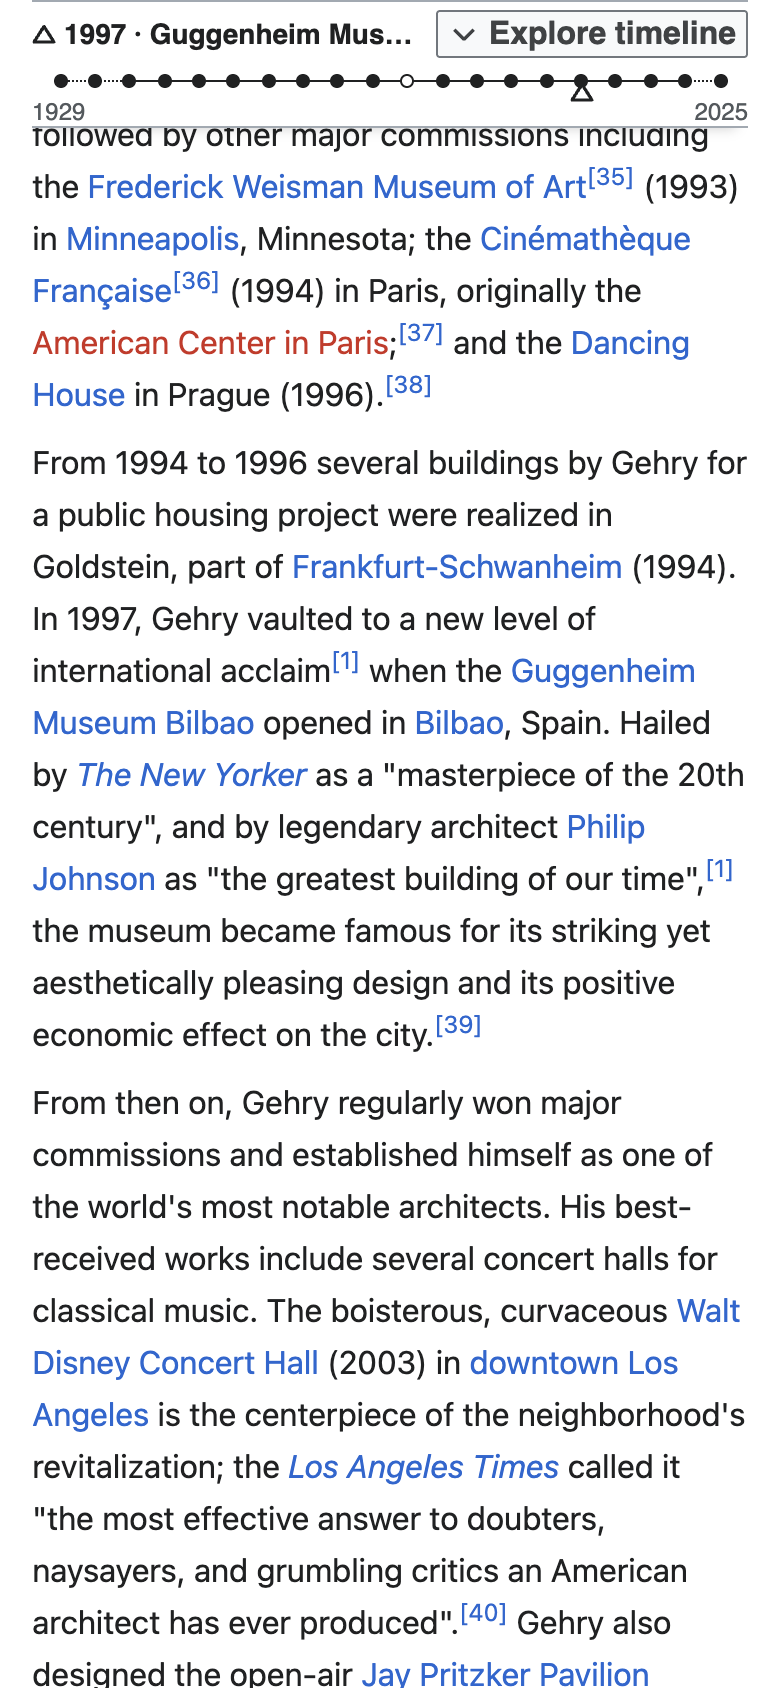 △ 1997 · Guggenheim Mus...
Explore timeline
1929
2025
followed by other major commissions including
the Frederick Weisman Museum of Art[35] (1993)
in Minneapolis, Minnesota; the Cinémathèque
Française[36] (1994) in Paris, originally the
American Center in Paris;[37] and the Dancing
House in Prague (1996).[38]
From 1994 to 1996 several buildings by Gehry for
a public housing project were realized in
Goldstein, part of Frankfurt-Schwanheim (1994).
In 1997, Gehry vaulted to a new level of
international acclaim[1] when the Guggenheim
Museum Bilbao opened in Bilbao, Spain. Hailed
by The New Yorker as a "masterpiece of the 20th
century", and by legendary architect Philip
Johnson as "the greatest building of our time",[1]
the museum became famous for its striking yet
aesthetically pleasing design and its positive
economic effect on the city.[39]
From then on, Gehry regularly won major
commissions and established himself as one of
the world's most notable architects. His best-
received works include several concert halls for
classical music. The boisterous, curvaceous Walt
Disney Concert Hall (2003) in downtown Los
Angeles is the centerpiece of the neighborhood's
revitalization; the Los Angeles Times called it
"the most effective answer to doubters,
naysayers, and grumbling critics an American
architect has ever produced".[40] Gehry also
designed the open-air Jay Pritzker Pavilion